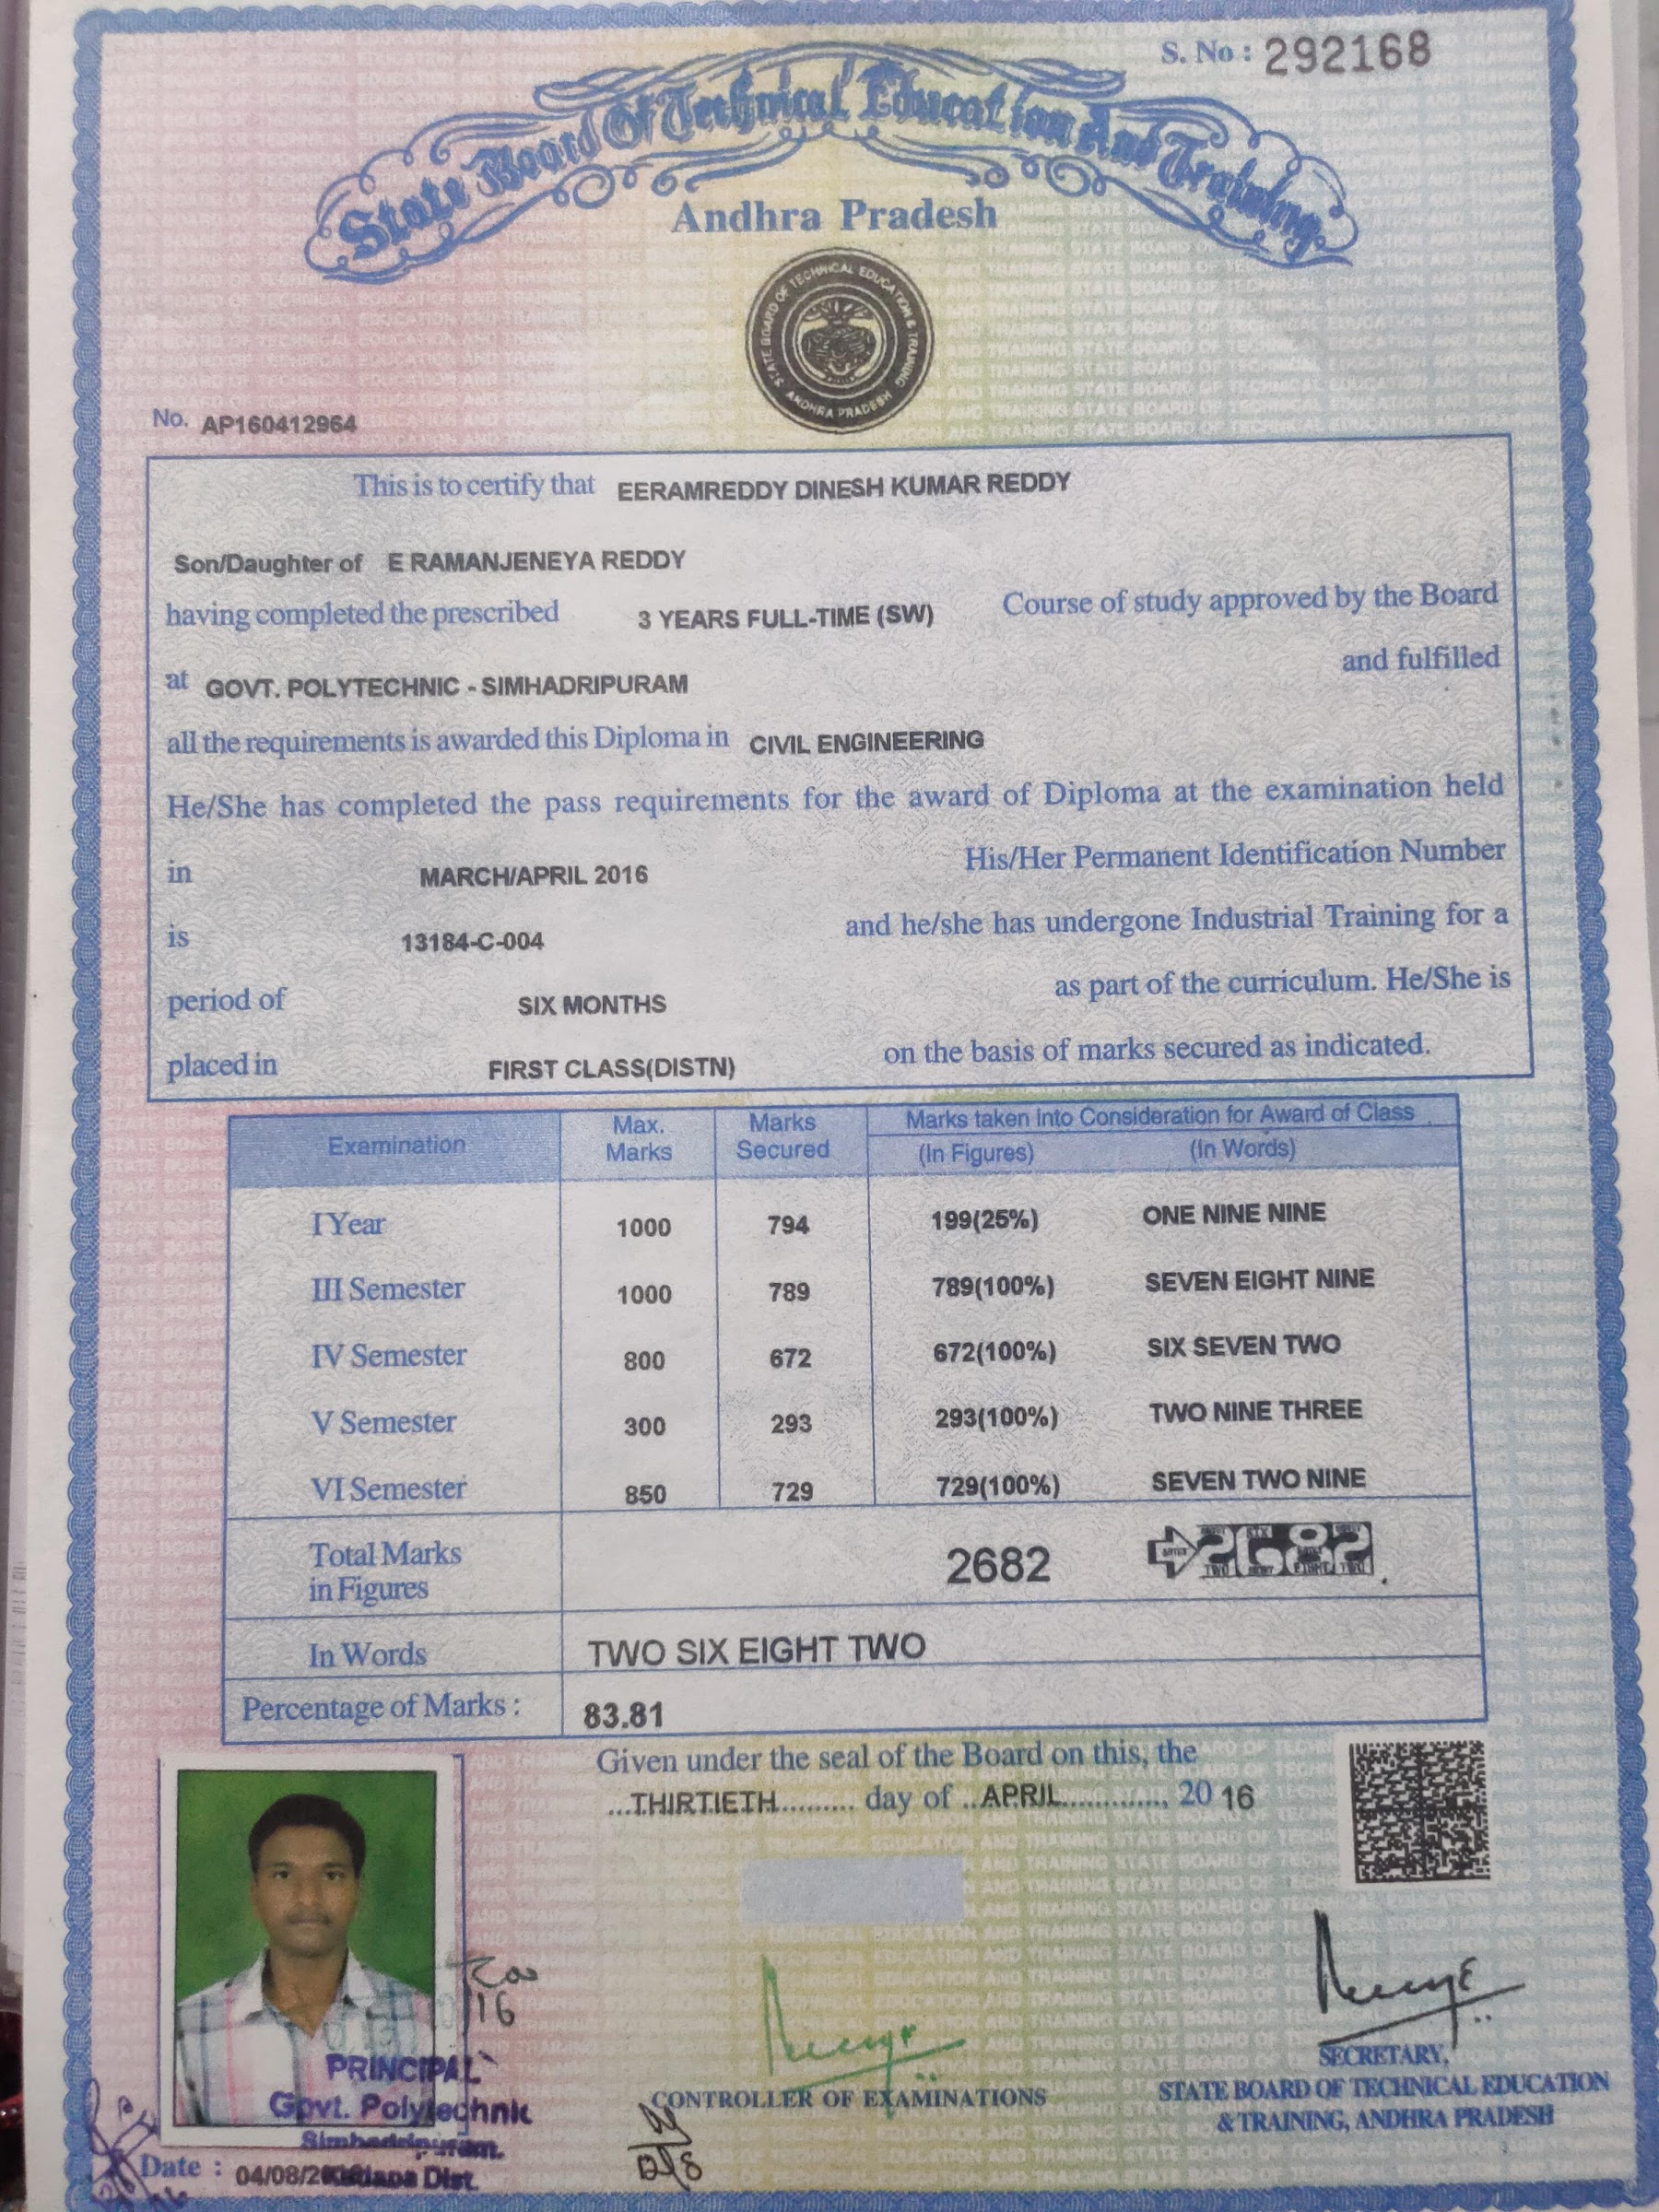 S. No : 292168
State Board Of Technical Education And Training
Andhra Pradesh
STATE BOARD OF TECHNICAL EDUCATION & TRAINING
ANDHRA PRADESH
No. AP160412964
This is to certify that EERAMREDDY DINESH KUMAR REDDY
Son/Daughter of E RAMANJENEYA REDDY
having completed the prescribed 3 YEARS FULL-TIME (SW) Course of study approved by the Board
at GOVT. POLYTECHNIC - SIMHADRIPURAM and fulfilled
all the requirements is awarded this Diploma in CIVIL ENGINEERING
He/She has completed the pass requirements for the award of Diploma at the examination held
in MARCH/APRIL 2016 His/Her Permanent Identification Number
is 13184-C-004 and he/she has undergone Industrial Training for a
period of SIX MONTHS as part of the curriculum. He/She is
placed in FIRST CLASS(DISTN) on the basis of marks secured as indicated.
Examination Max. Marks Marks Secured Marks taken into Consideration for Award of Class
(In Figures) (In Words)
I Year 1000 794 199(25%) ONE NINE NINE
III Semester 1000 789 789(100%) SEVEN EIGHT NINE
IV Semester 800 672 672(100%) SIX SEVEN TWO
V Semester 300 293 293(100%) TWO NINE THREE
VI Semester 850 729 729(100%) SEVEN TWO NINE
Total Marks in Figures 2682 2682
In Words TWO SIX EIGHT TWO
Percentage of Marks : 83.81
Given under the seal of the Board on this, the
...THIRTIETH......... day of ..APRIL............., 20 16
PRINCIPAL
Govt. Polytechnic
Simhadripuram.
Kadapa Dist.
Date : 04/08/2
CONTROLLER OF EXAMINATIONS
SECRETARY,
STATE BOARD OF TECHNICAL EDUCATION
& TRAINING, ANDHRA PRADESH